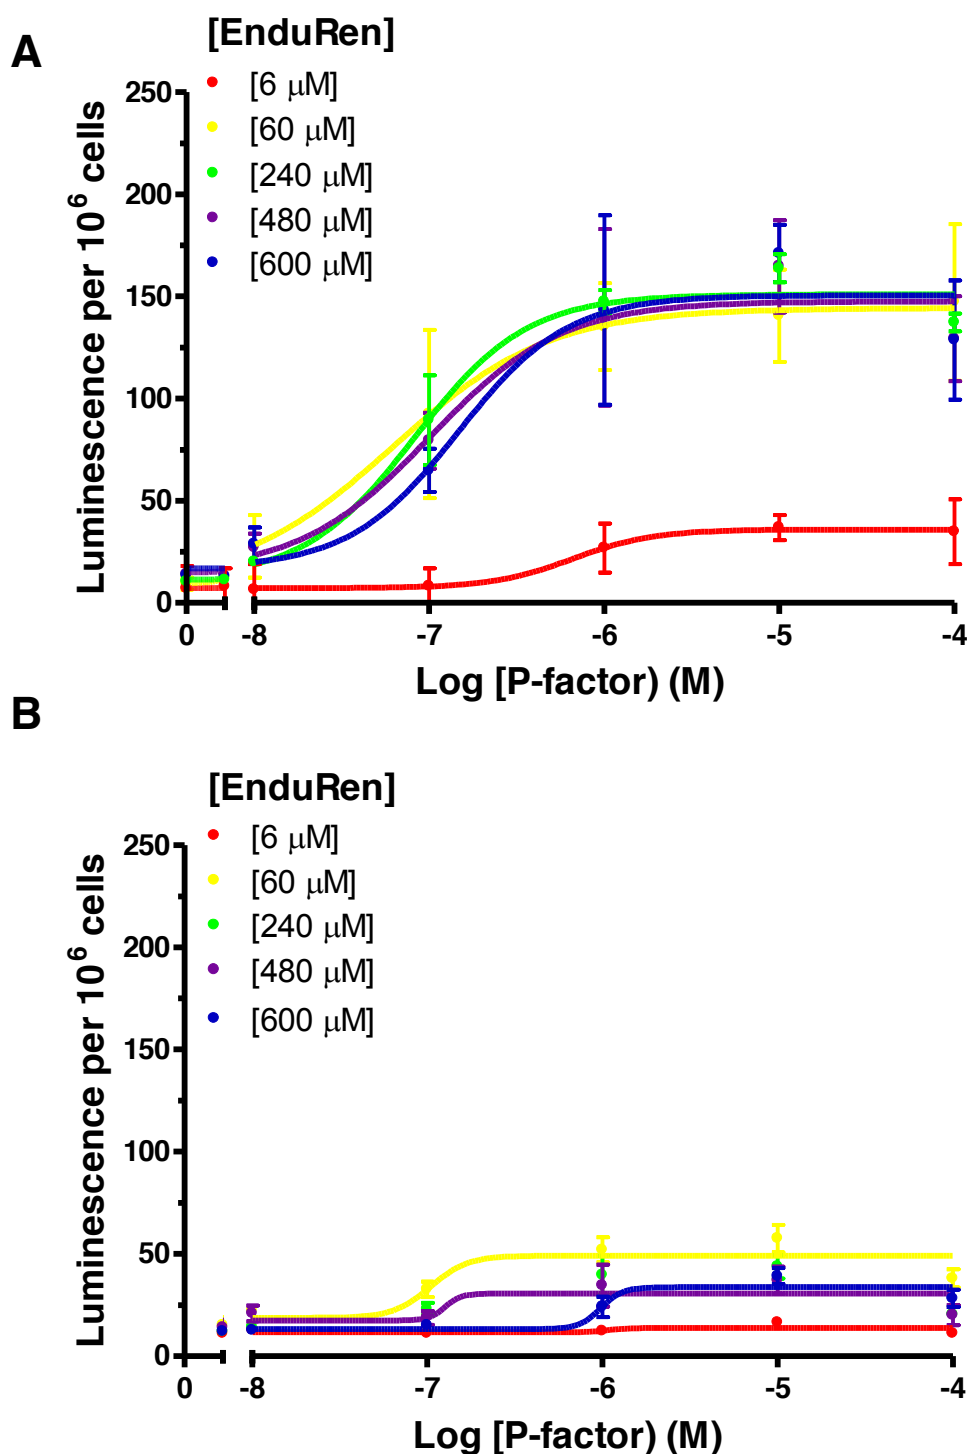 A
[EnduRen]
[6 μM]
[60 μM]
[240 μM]
[480 μM]
[600 μM]
Luminescence per 10⁶ cells
250
200
150
100
50
0
0 -8 -7 -6 -5 -4
Log [P-factor) (M)
B
[EnduRen]
[6 μM]
[60 μM]
[240 μM]
[480 μM]
[600 μM]
Luminescence per 10⁶ cells
250
200
150
100
50
0
0 -8 -7 -6 -5 -4
Log [P-factor) (M)